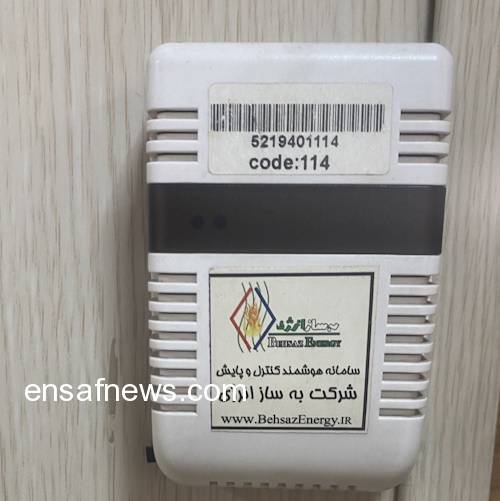 5219401114
code:114
به ساز انرژی
BEHSAZ ENERGY
سامانه هوشمند کنترل و پایش
شرکت به ساز انرژی
www.BehsazEnergy.IR
ensafnews.com